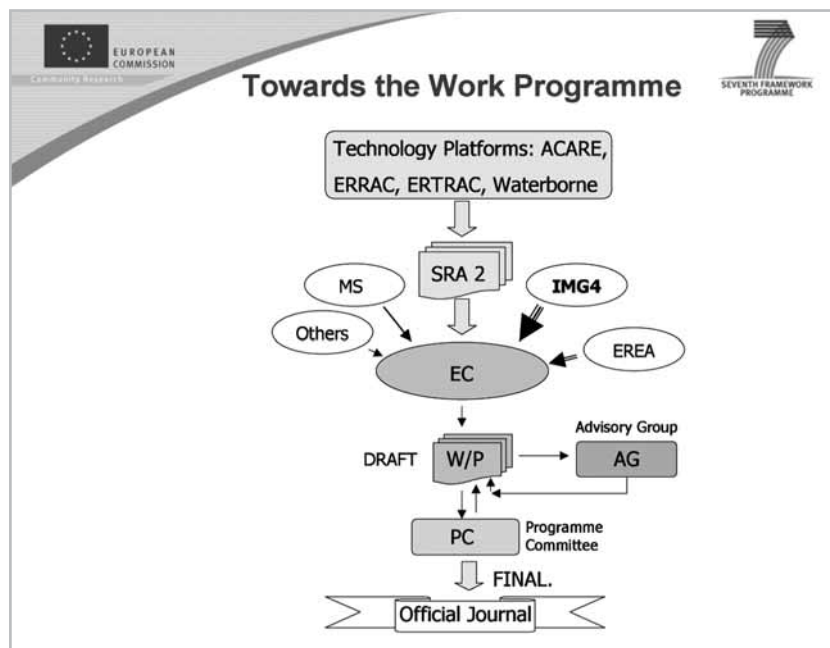 EUROPEAN
COMMISSION
Community Research
7
SEVENTH FRAMEWORK
PROGRAMME
Towards the Work Programme
Technology Platforms: ACARE,
ERRAC, ERTRAC, Waterborne
SRA 2
MS
IMG4
Others
EREA
EC
Advisory Group
DRAFT
W/P
AG
PC
Programme
Committee
FINAL.
Official Journal